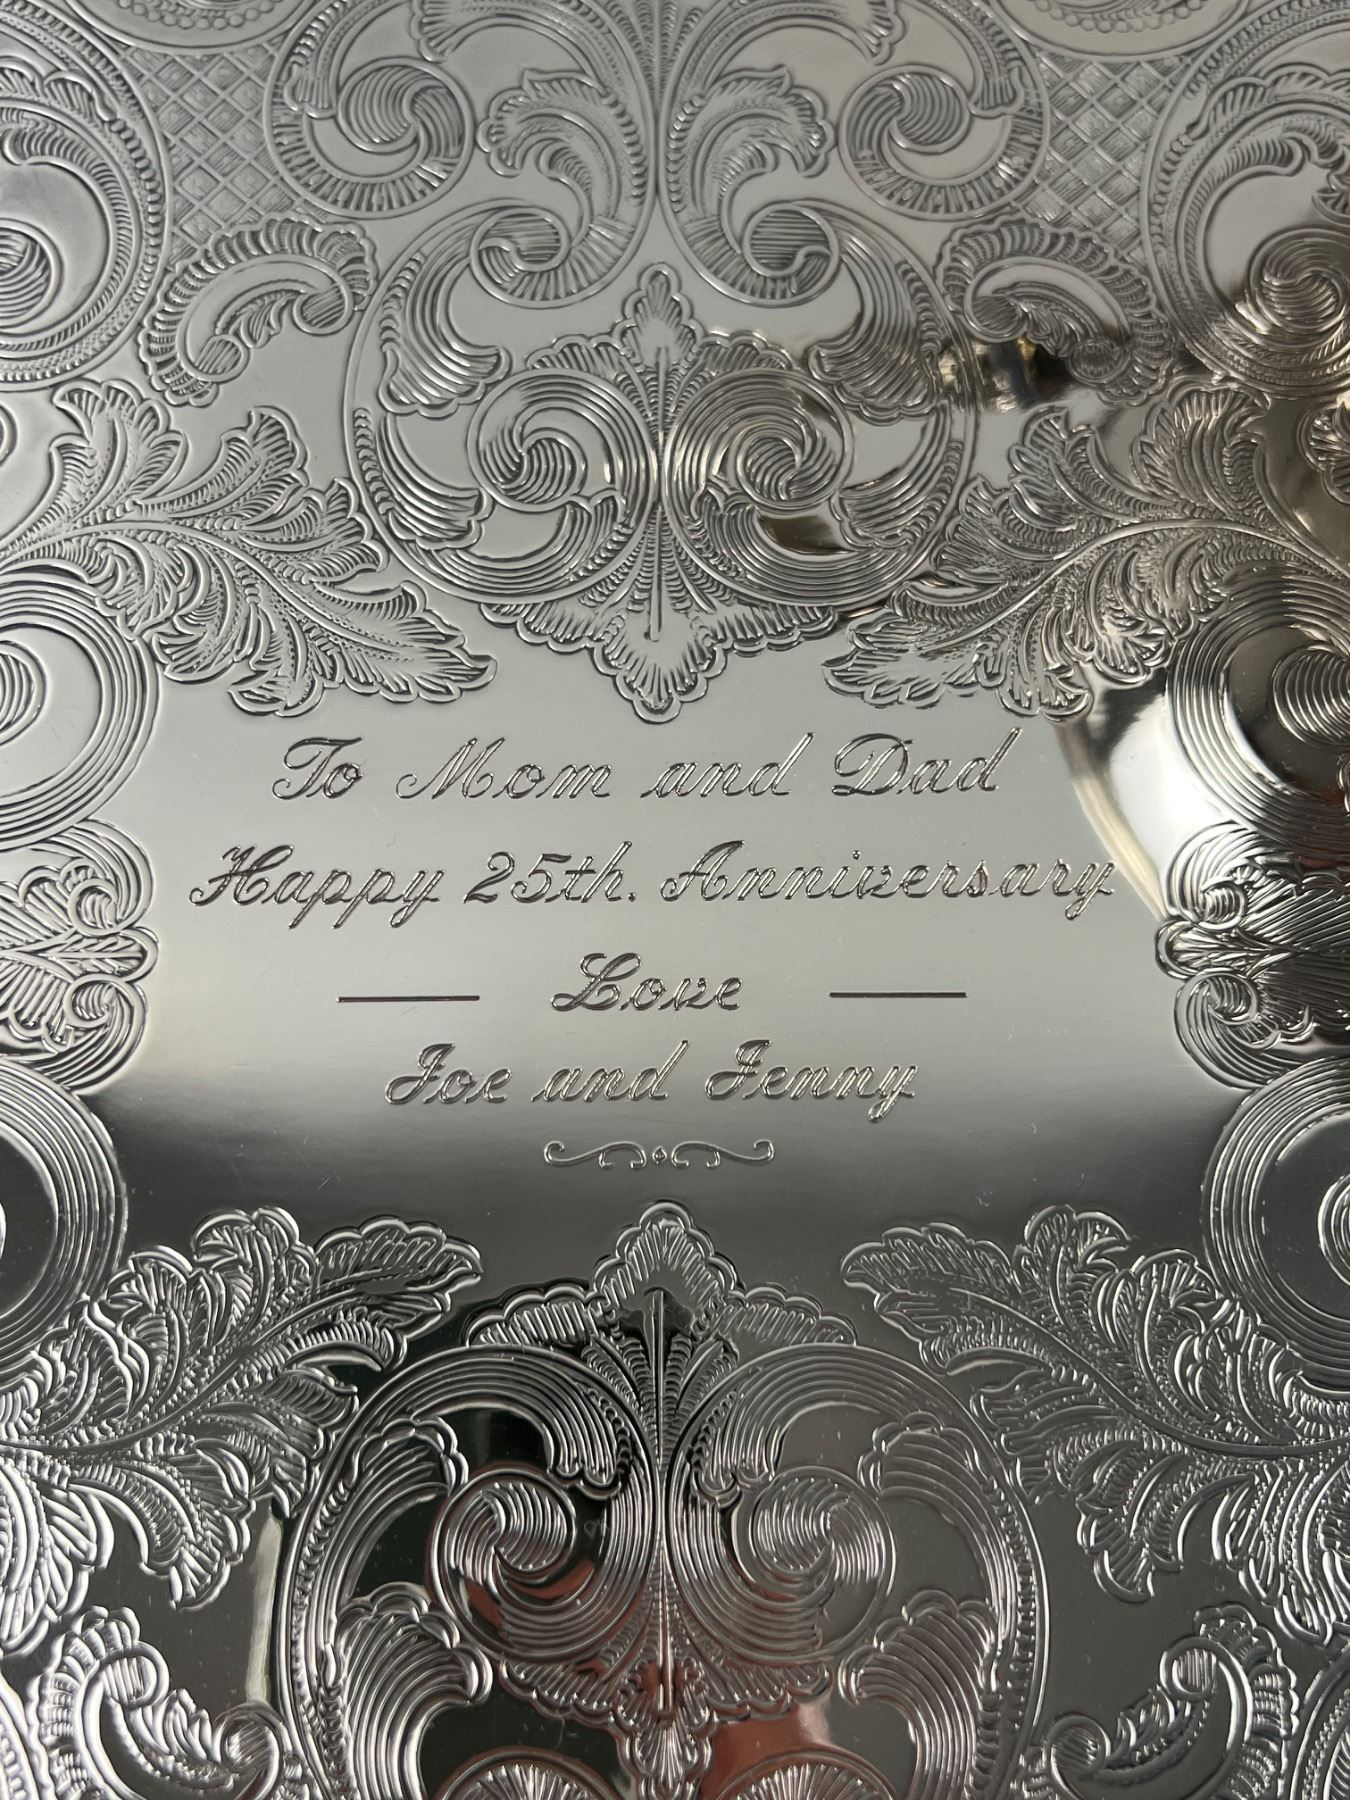 To Mom and Dad
Happy 25th. Anniversary
Love
Joe and Jenny